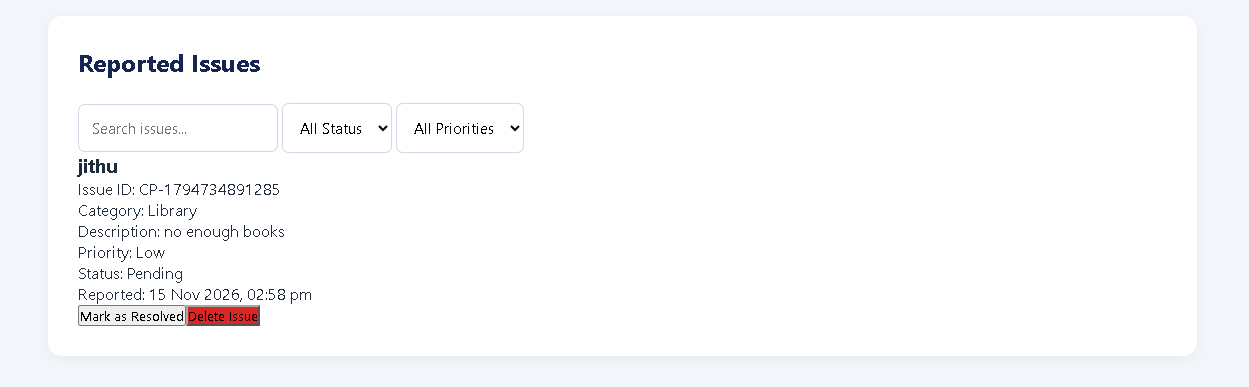 Reported Issues
Search issues... All Status All Priorities
jithu
Issue ID: CP-1794734891285
Category: Library
Description: no enough books
Priority: Low
Status: Pending
Reported: 15 Nov 2026, 02:58 pm
Mark as Resolved Delete Issue